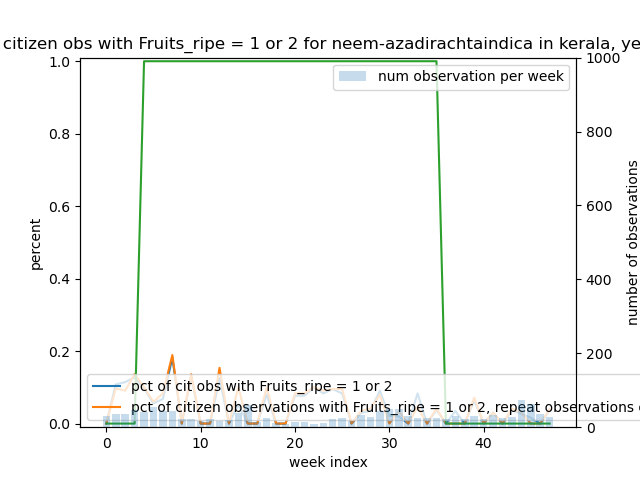 citizen obs with Fruits_ripe = 1 or 2 for neem-azadirachtaindica in kerala, ye
num observation per week
1.0
0.8
0.6
0.4
0.2
0.0
percent
1000
800
600
400
200
0
number of observations
pct of cit obs with Fruits_ripe = 1 or 2
pct of citizen observations with Fruits_ripe = 1 or 2, repeat observations
0 10 20 30 40
week index